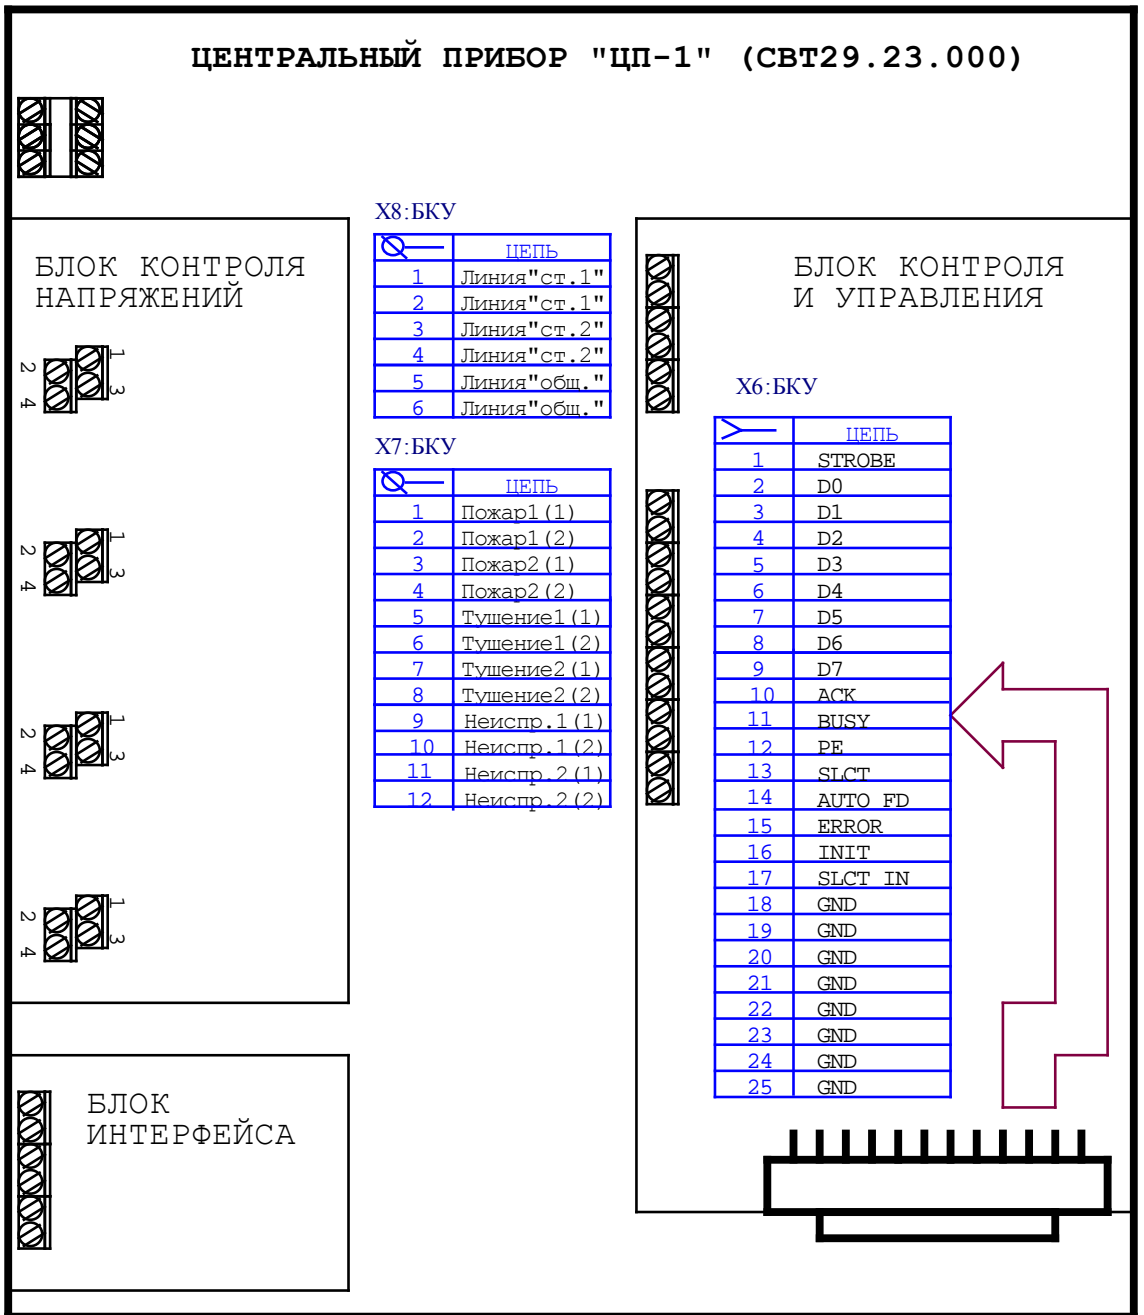 ЦЕНТРАЛЬНЫЙ ПРИБОР "ЦП-1" (СВТ29.23.000)
БЛОК КОНТРОЛЯ
НАПРЯЖЕНИЙ
2 4 1 3
2 4 1 3
2 4 1 3
2 4 1 3
БЛОК
ИНТЕРФЕЙСА
X8:БКУ
ЦЕПЬ
1 Линия"ст.1"
2 Линия"ст.1"
3 Линия"ст.2"
4 Линия"ст.2"
5 Линия"общ."
6 Линия"общ."
X7:БКУ
ЦЕПЬ
1 Пожар1(1)
2 Пожар1(2)
3 Пожар2(1)
4 Пожар2(2)
5 Тушение1(1)
6 Тушение1(2)
7 Тушение2(1)
8 Тушение2(2)
9 Неиспр.1(1)
10 Неиспр.1(2)
11 Неиспр.2(1)
12 Неиспр.2(2)
БЛОК КОНТРОЛЯ
И УПРАВЛЕНИЯ
X6:БКУ
ЦЕПЬ
1 STROBE
2 D0
3 D1
4 D2
5 D3
6 D4
7 D5
8 D6
9 D7
10 ACK
11 BUSY
12 PE
13 SLCT
14 AUTO FD
15 ERROR
16 INIT
17 SLCT IN
18 GND
19 GND
20 GND
21 GND
22 GND
23 GND
24 GND
25 GND